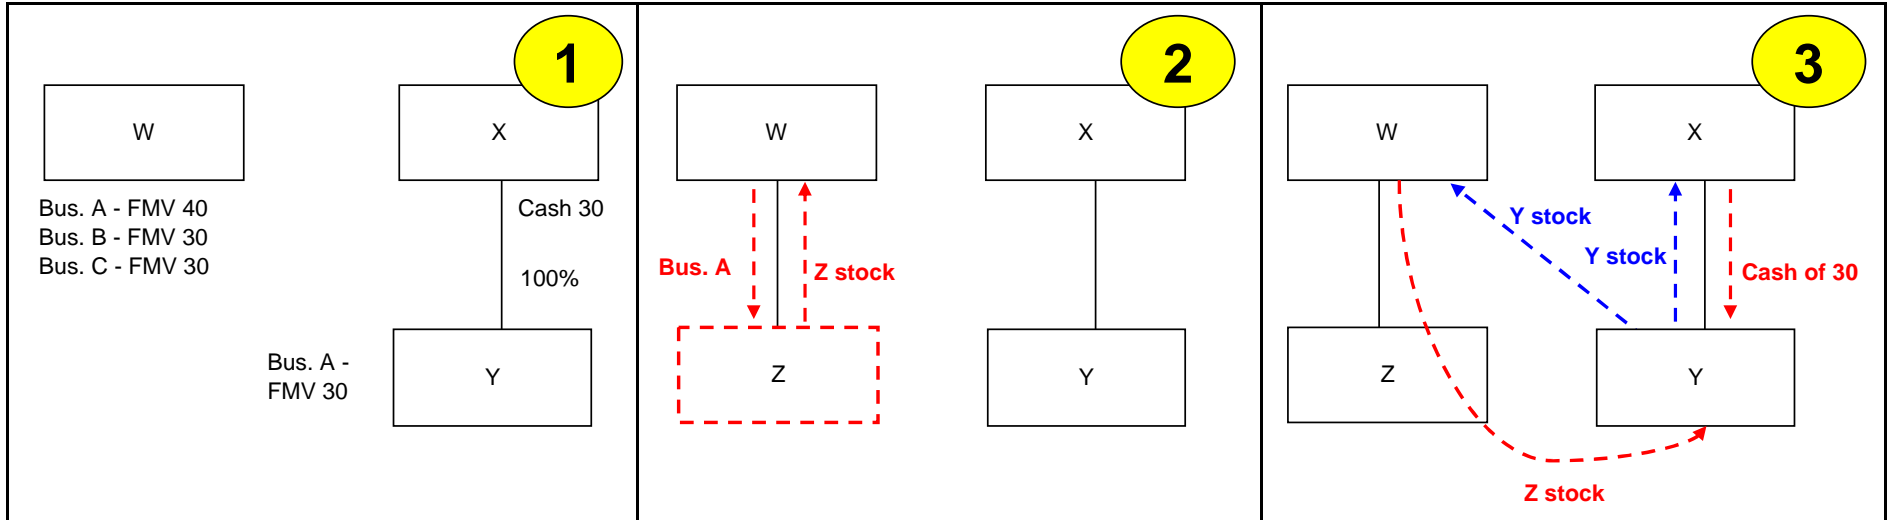 1
W
X
Bus. A - FMV 40
Bus. B - FMV 30
Bus. C - FMV 30
Cash 30
100%
Bus. A -
FMV 30
Y
2
W
X
Bus. A
Z stock
Z
Y
3
W
X
Y stock
Y stock
Cash of 30
Z
Y
Z stock